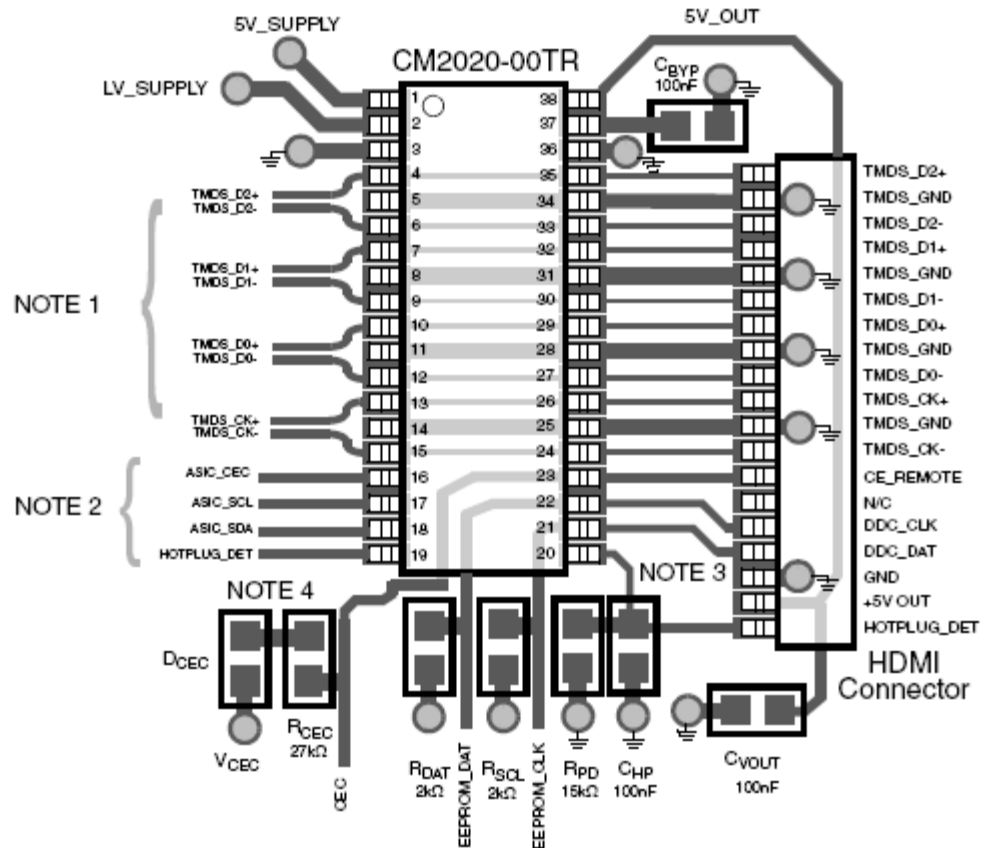 5V_SUPPLY
5V_OUT
CM2020-00TR
LV_SUPPLY
CBYP
100nF
1
2
3
4
5
6
7
8
9
10
11
12
13
14
15
16
17
18
19
38
37
36
35
34
33
32
31
30
29
28
27
26
25
24
23
22
21
20
TMDS_D2+
TMDS_D2-
TMDS_D1+
TMDS_D1-
TMDS_D0+
TMDS_D0-
TMDS_CK+
TMDS_CK-
NOTE 1
ASIC_CEC
ASIC_SCL
ASIC_SDA
HOTPLUG_DET
NOTE 2
TMDS_D2+
TMDS_GND
TMDS_D2-
TMDS_D1+
TMDS_GND
TMDS_D1-
TMDS_D0+
TMDS_GND
TMDS_D0-
TMDS_CK+
TMDS_GND
TMDS_CK-
CE_REMOTE
N/C
DDC_CLK
DDC_DAT
GND
+5V OUT
HOTPLUG_DET
HDMI
Connector
NOTE 3
NOTE 4
DCEC
VCEC
RCEC
27kΩ
CEC
RDAT
2kΩ
EEPROM_DAT
RSCL
2kΩ
EEPROM_CLK
RPD
15kΩ
CHP
100nF
CVOUT
100nF